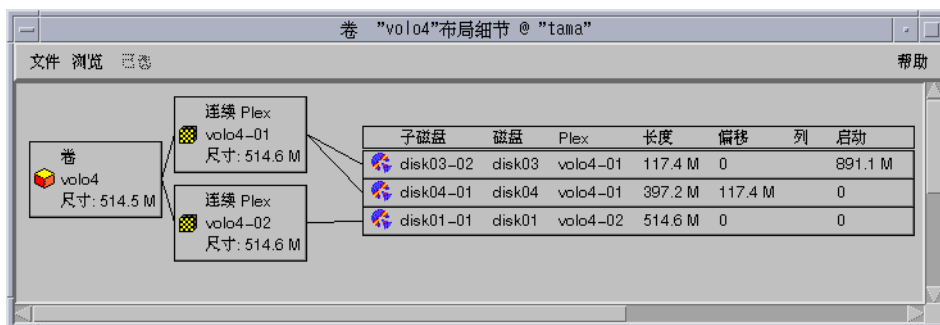 卷 "volo4"布局细节 @ "tama"
文件 浏览 已选 帮助
卷
volo4
尺寸: 514.5 M
连续 Plex
volo4-01
尺寸: 514.6 M
连续 Plex
volo4-02
尺寸: 514.6 M
子磁盘 磁盘 Plex 长度 偏移 列 启动
disk03-02 disk03 volo4-01 117.4 M 0 891.1 M
disk04-01 disk04 volo4-01 397.2 M 117.4 M 0
disk01-01 disk01 volo4-02 514.6 M 0 0